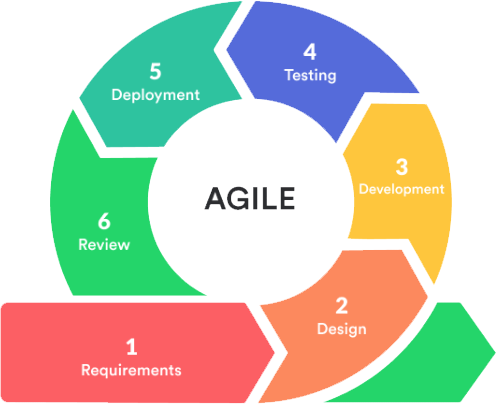 AGILE
1
Requirements
2
Design
3
Development
4
Testing
5
Deployment
6
Review